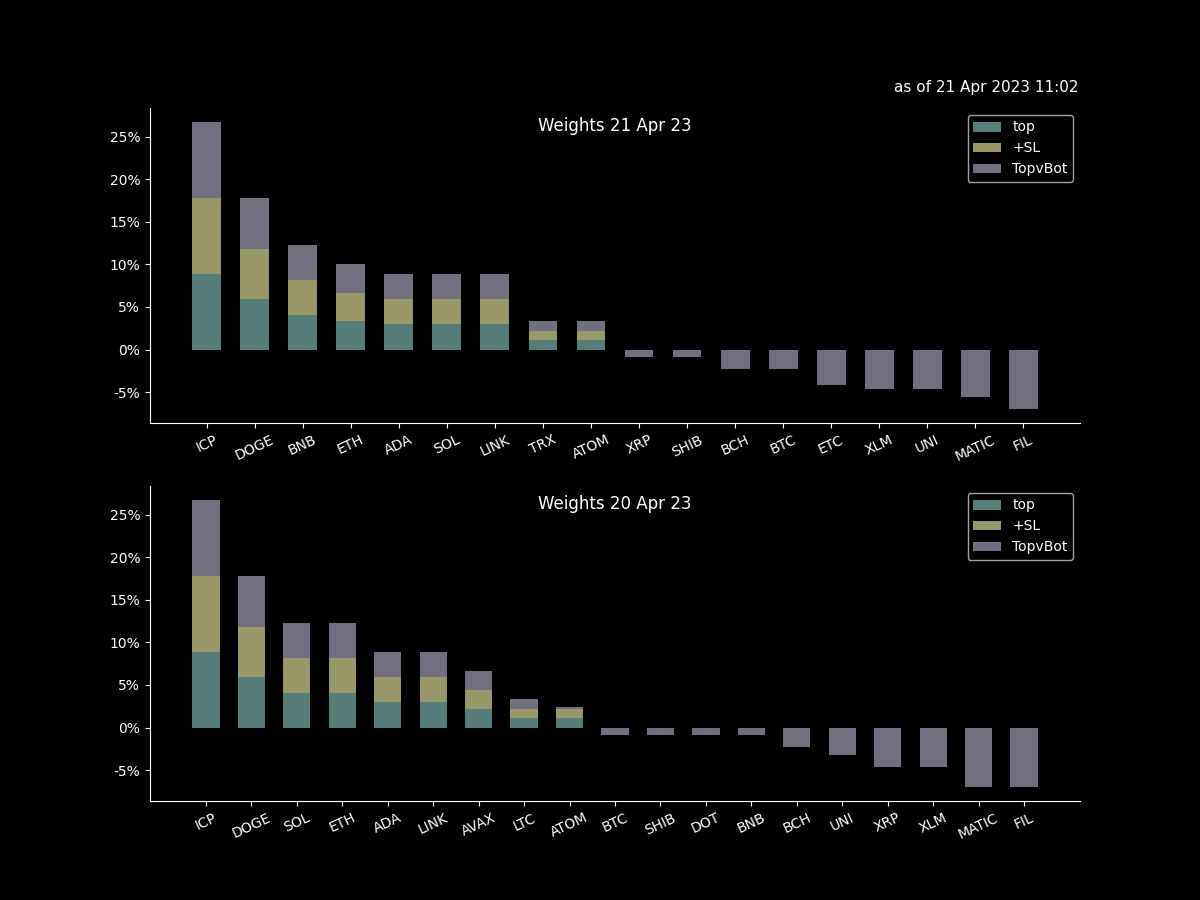 as of 21 Apr 2023 11:02
Weights 21 Apr 23
top
+SL
TopvBot
25%
20%
15%
10%
5%
0%
-5%
ICP DOGE BNB ETH ADA SOL LINK TRX ATOM XRP SHIB BCH BTC ETC XLM UNI MATIC FIL
Weights 20 Apr 23
top
+SL
TopvBot
25%
20%
15%
10%
5%
0%
-5%
ICP DOGE SOL ETH ADA LINK AVAX LTC ATOM BTC SHIB DOT BNB BCH UNI XRP XLM MATIC FIL